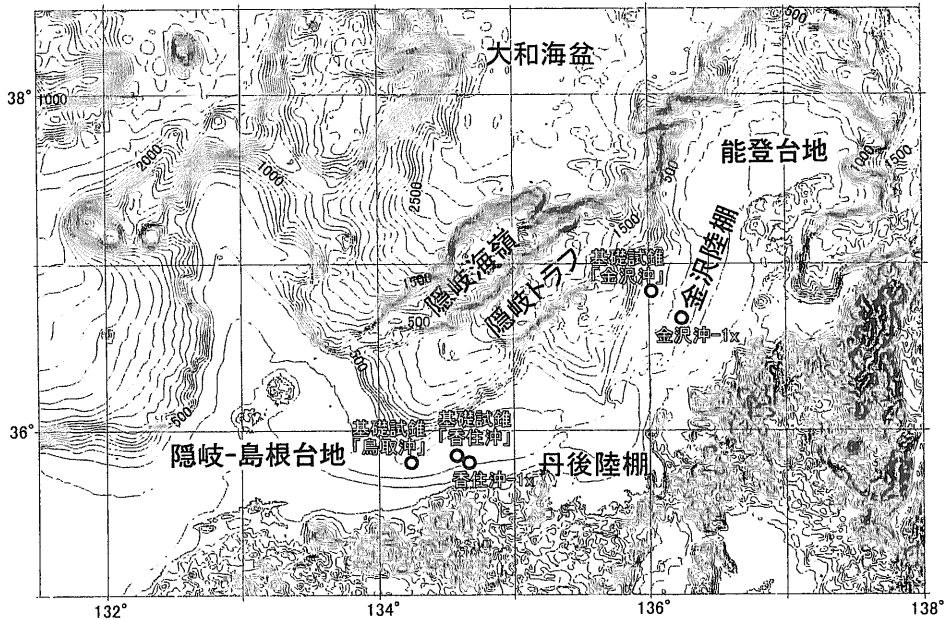 500
大和海盆
38°
1000
2000
1000
2500
500
能登台地
1000
1500
1500
基礎試錐
「金沢沖」
金沢陸棚
隠岐海嶺
隠岐トラフ
金沢沖-1x
500
500
500
36°
隠岐-島根台地
基礎試錐
「鳥取沖」
基礎試錐
「香住沖」
香住沖-1x
丹後陸棚
132°
134°
136°
138°